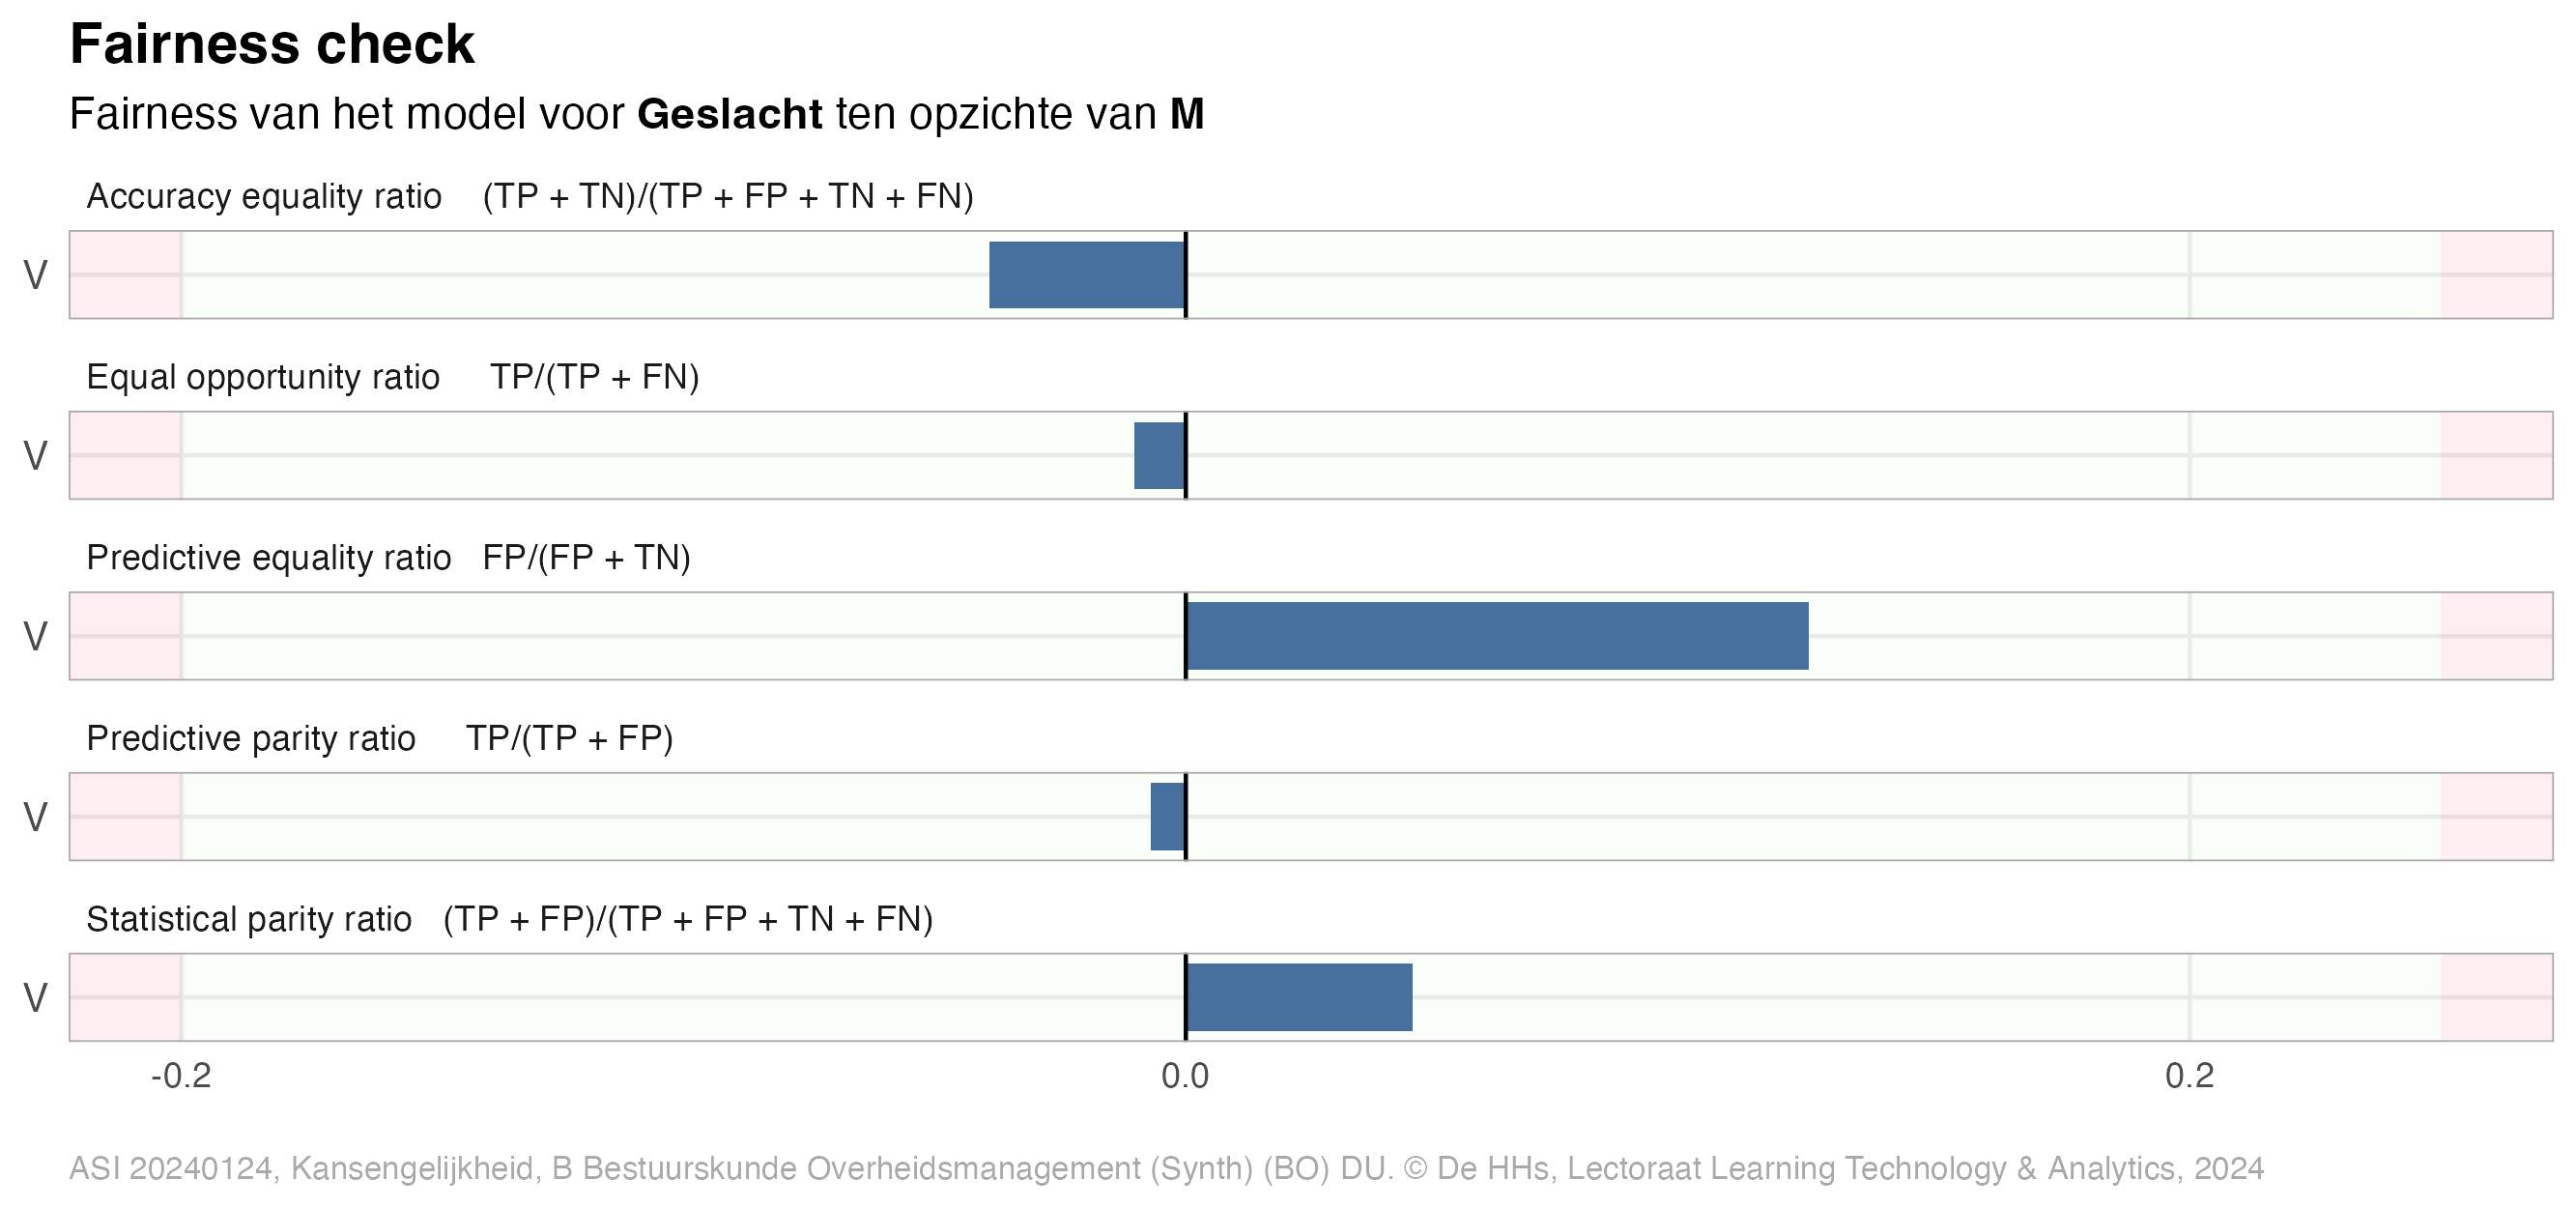 Fairness check
Fairness van het model voor Geslacht ten opzichte van M
Accuracy equality ratio (TP + TN)/(TP + FP + TN + FN)
V
Equal opportunity ratio TP/(TP + FN)
V
Predictive equality ratio FP/(FP + TN)
V
Predictive parity ratio TP/(TP + FP)
V
Statistical parity ratio (TP + FP)/(TP + FP + TN + FN)
V
-0.2 0.0 0.2
ASI 20240124, Kansengelijkheid, B Bestuurskunde Overheidsmanagement (Synth) (BO) DU. © De HHs, Lectoraat Learning Technology & Analytics, 2024